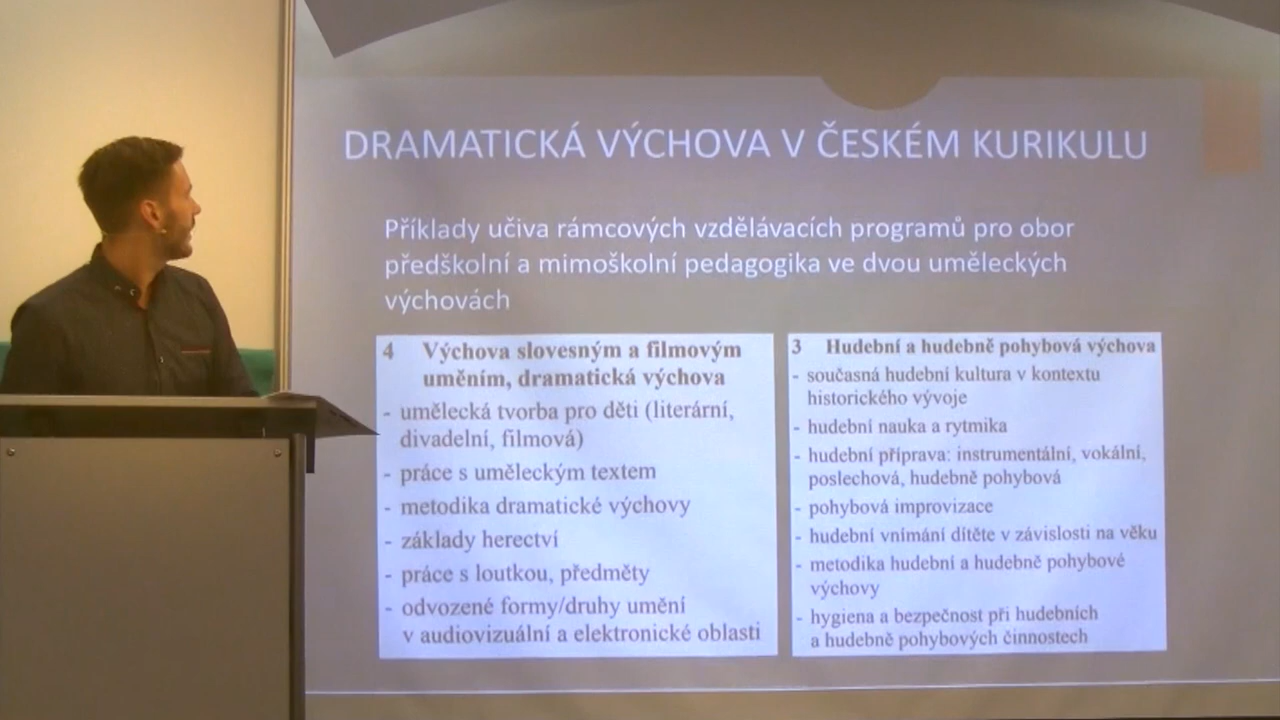 DRAMATICKÁ VÝCHOVA V ČESKÉM KURIKULU
Příklady učiva rámcových vzdělávacích programů pro obor
předškolní a mimoškolní pedagogika ve dvou uměleckých
výchovách
4 Výchova slovesným a filmovým
uměním, dramatická výchova
- umělecká tvorba pro děti (literární,
divadelní, filmová)
- práce s uměleckým textem
- metodika dramatické výchovy
- základy herectví
- práce s loutkou, předměty
- odvozené formy/druhy umění
v audiovizuální a elektronické oblasti
3 Hudební a hudebně pohybová výchova
- současná hudební kultura v kontextu
historického vývoje
- hudební nauka a rytmika
- hudební příprava: instrumentální, vokální,
poslechová, hudebně pohybová
- pohybová improvizace
- hudební vnímání dítěte v závislosti na věku
- metodika hudební a hudebně pohybové
výchovy
- hygiena a bezpečnost při hudebních
a hudebně pohybových činnostech